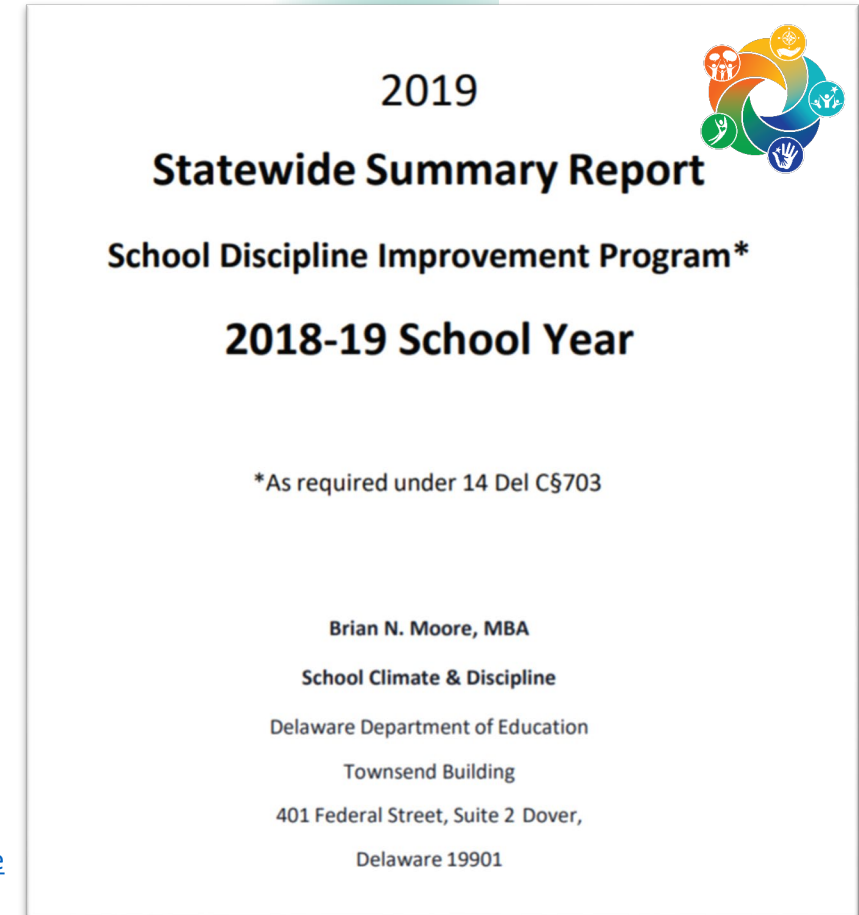 2019
Statewide Summary Report
School Discipline Improvement Program*
2018-19 School Year
*As required under 14 Del C§703
Brian N. Moore, MBA
School Climate & Discipline
Delaware Department of Education
Townsend Building
401 Federal Street, Suite 2 Dover,
Delaware 19901
e